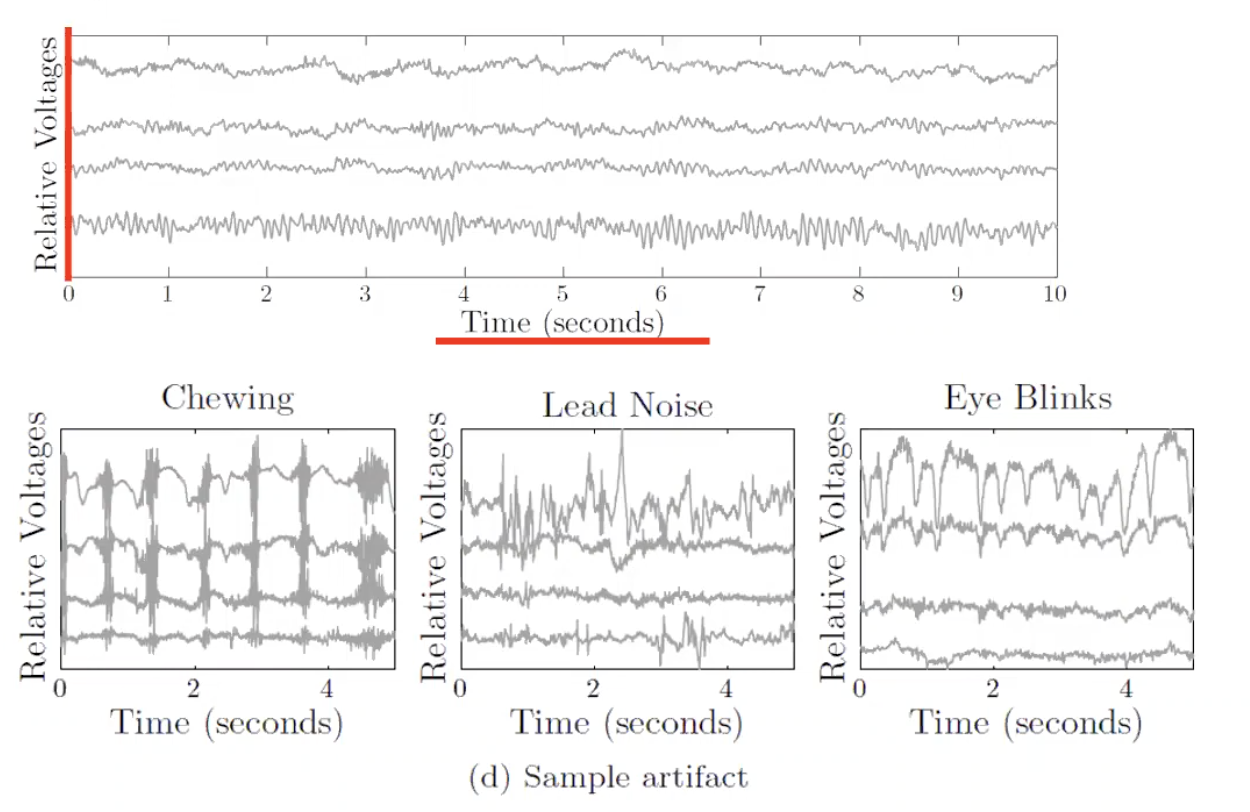 Relative Voltages
0 1 2 3 4 5 6 7 8 9 10
Time (seconds)
Chewing
Relative Voltages
0 2 4
Time (seconds)
Lead Noise
Relative Voltages
0 2 4
Time (seconds)
Eye Blinks
Relative Voltages
0 2 4
Time (seconds)
(d) Sample artifact